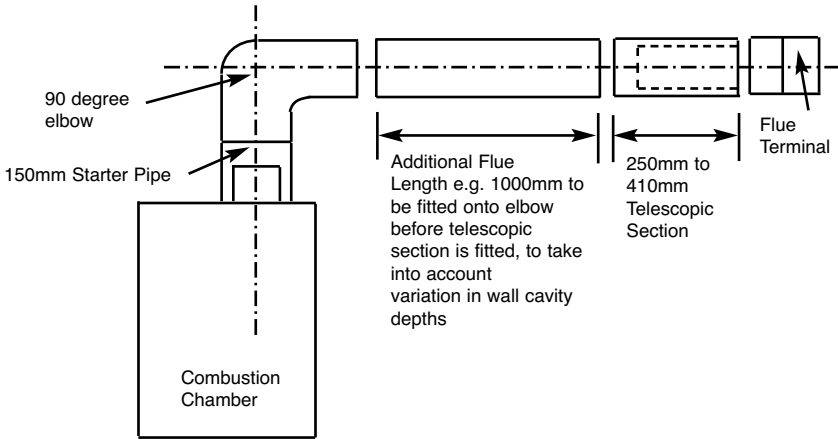 90 degree
elbow
150mm Starter Pipe
Additional Flue
Length e.g. 1000mm to
be fitted onto elbow
before telescopic
section is fitted, to take
into account
variation in wall cavity
depths
250mm to
410mm
Telescopic
Section
Flue
Terminal
Combustion
Chamber